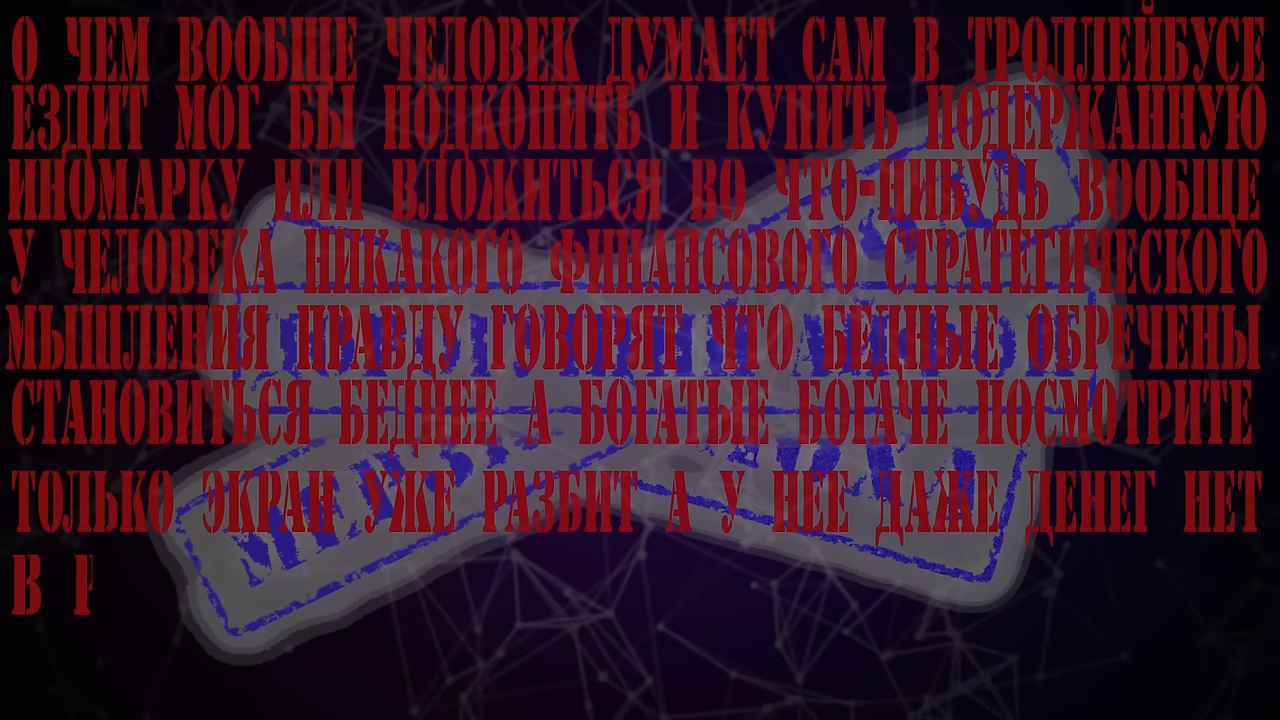 О ЧЕМ ВООБЩЕ ЧЕЛОВЕК ДУМАЕТ САМ В ТРОЛЛЕЙБУСЕ
ЕЗДИТ МОГ БЫ ПОДКОПИТЬ И КУПИТЬ ПОДЕРЖАННУЮ
ИНОМАРКУ ИЛИ ВЛОЖИТЬСЯ ВО ЧТО-НИБУДЬ ВООБЩЕ
У ЧЕЛОВЕКА НИКАКОГО ФИНАНСОВОГО СТРАТЕГИЧЕСКОГО
МЫШЛЕНИЯ ПРАВДУ ГОВОРЯТ ЧТО БЕДНЫЕ ОБРЕЧЕНЫ
СТАНОВИТЬСЯ БЕДНЕЕ А БОГАТЫЕ БОГАЧЕ ПОСМОТРИТЕ
ТОЛЬКО ЭКРАН УЖЕ РАЗБИТ А У НЕЕ ДАЖЕ ДЕНЕГ НЕТ
В